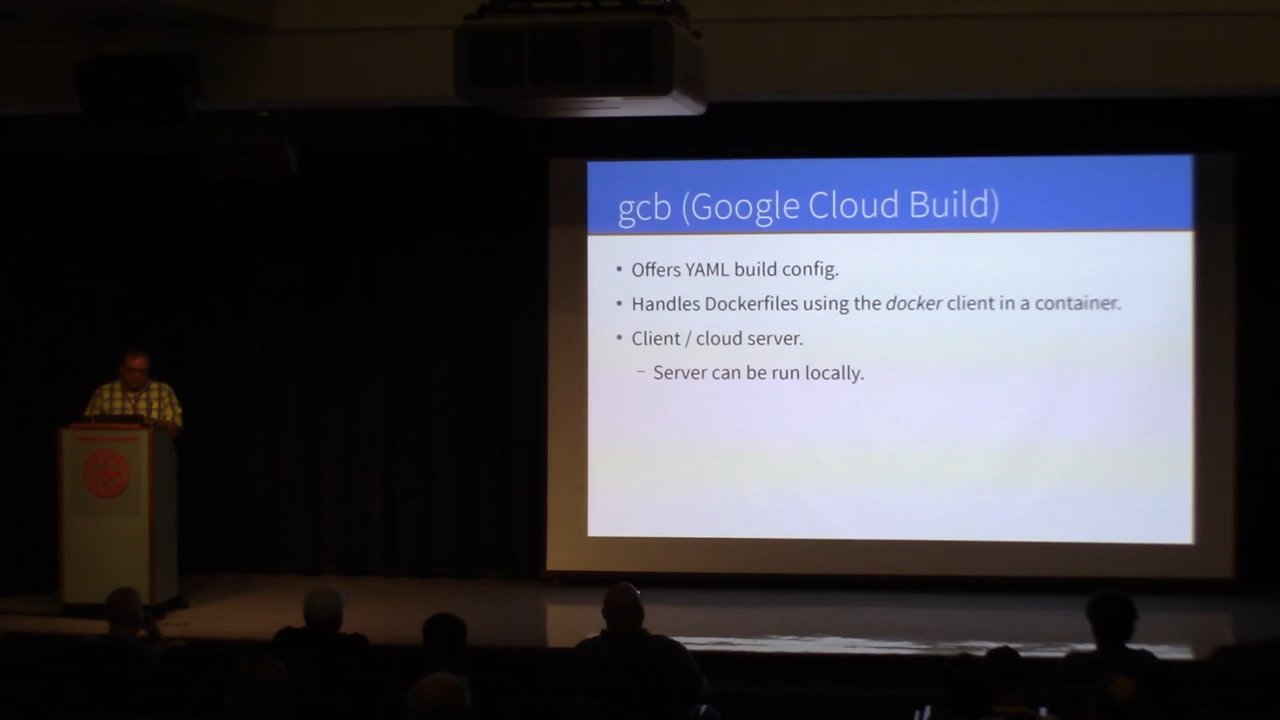 gcb (Google Cloud Build)
• Offers YAML build config.
• Handles Dockerfiles using the docker client in a container.
• Client / cloud server.
– Server can be run locally.